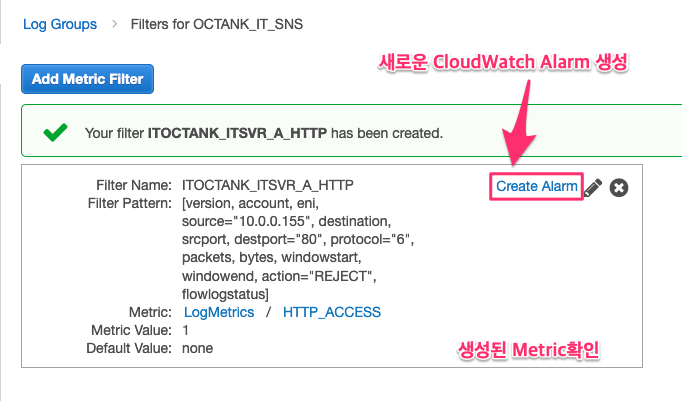 Log Groups > Filters for OCTANK_IT_SNS
새로운 CloudWatch Alarm 생성
Add Metric Filter
Your filter ITOCTANK_ITSVR_A_HTTP has been created.
Filter Name: ITOCTANK_ITSVR_A_HTTP
Create Alarm
Filter Pattern: [version, account, eni,
source="10.0.0.155", destination,
srcport, destport="80", protocol="6",
packets, bytes, windowstart,
windowend, action="REJECT",
flowlogstatus]
Metric: LogMetrics / HTTP_ACCESS
Metric Value: 1
Default Value: none
생성된 Metric확인